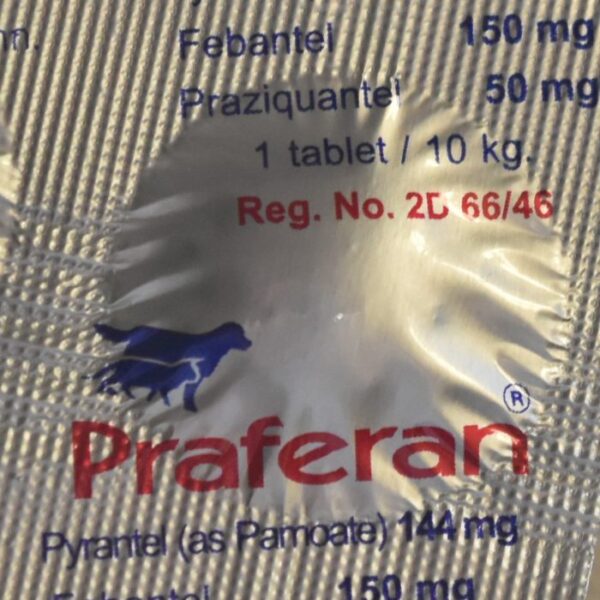 Febantel 150 mg
Praziquantel 50 mg
1 tablet / 10 kg.
Reg. No. 2D 66/46
Praferan ®
Pyrantel (as Pamoate) 144 mg
Febantel 150 mg